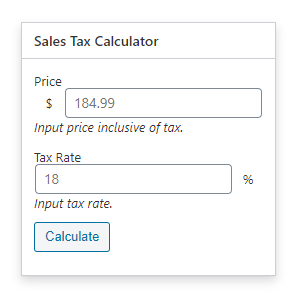 Sales Tax Calculator
Price
$ 184.99
Input price inclusive of tax.
Tax Rate
18 %
Input tax rate.
Calculate